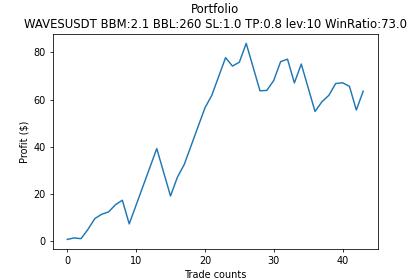 Portfolio
WAVESUSDT BBM:2.1 BBL:260 SL:1.0 TP:0.8 lev:10 WinRatio:73.0
80
60
40
20
0
Profit ($)
0 10 20 30 40
Trade counts